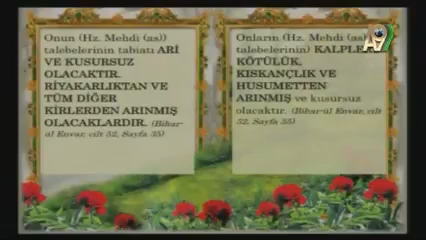 Onun (Hz. Mehdi (as))
talebelerinin tabiatı ARİ
VE KUSURSUZ
OLACAKTIR.
RİYAKARLIKTAN VE
TÜM DİĞER
KİRLERDEN ARINMIŞ
OLACAKLARDIR. (Bihar-
ül Envar, cilt 52, Sayfa 35)
Onların (Hz. Mehdi (as)
talebelerinin) KALPLE
KÖTÜLÜK,
KISKANÇLIK VE
HUSUMETTEN
ARINMIŞ ve kusursuz
olacaktır. (Bihar-ül Envar, cilt
52, Sayfa 35)
A9